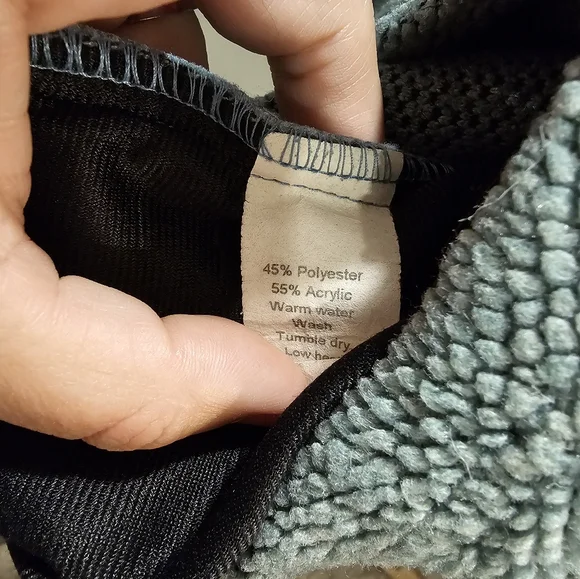 45% Polyester
55% Acrylic
Warm water
Wash
Tumble dry
Low